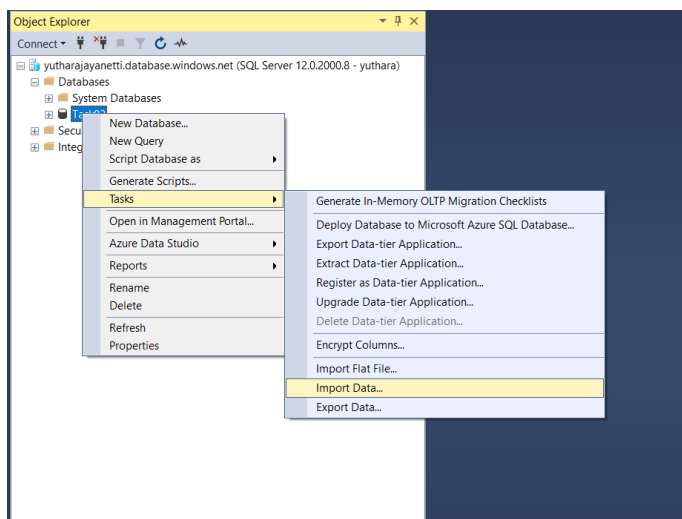 Object Explorer
Connect
yutharajayanetti.database.windows.net (SQL Server 12.0.2000.8 - yuthara)
Databases
System Databases
New Database...
New Query
Script Database as
Generate Scripts...
Tasks
Open in Management Portal...
Azure Data Studio
Reports
Rename
Delete
Refresh
Properties
Generate In-Memory OLTP Migration Checklists
Deploy Database to Microsoft Azure SQL Database...
Export Data-tier Application...
Extract Data-tier Application...
Register as Data-tier Application...
Upgrade Data-tier Application...
Delete Data-tier Application...
Encrypt Columns...
Import Flat File...
Import Data...
Export Data...